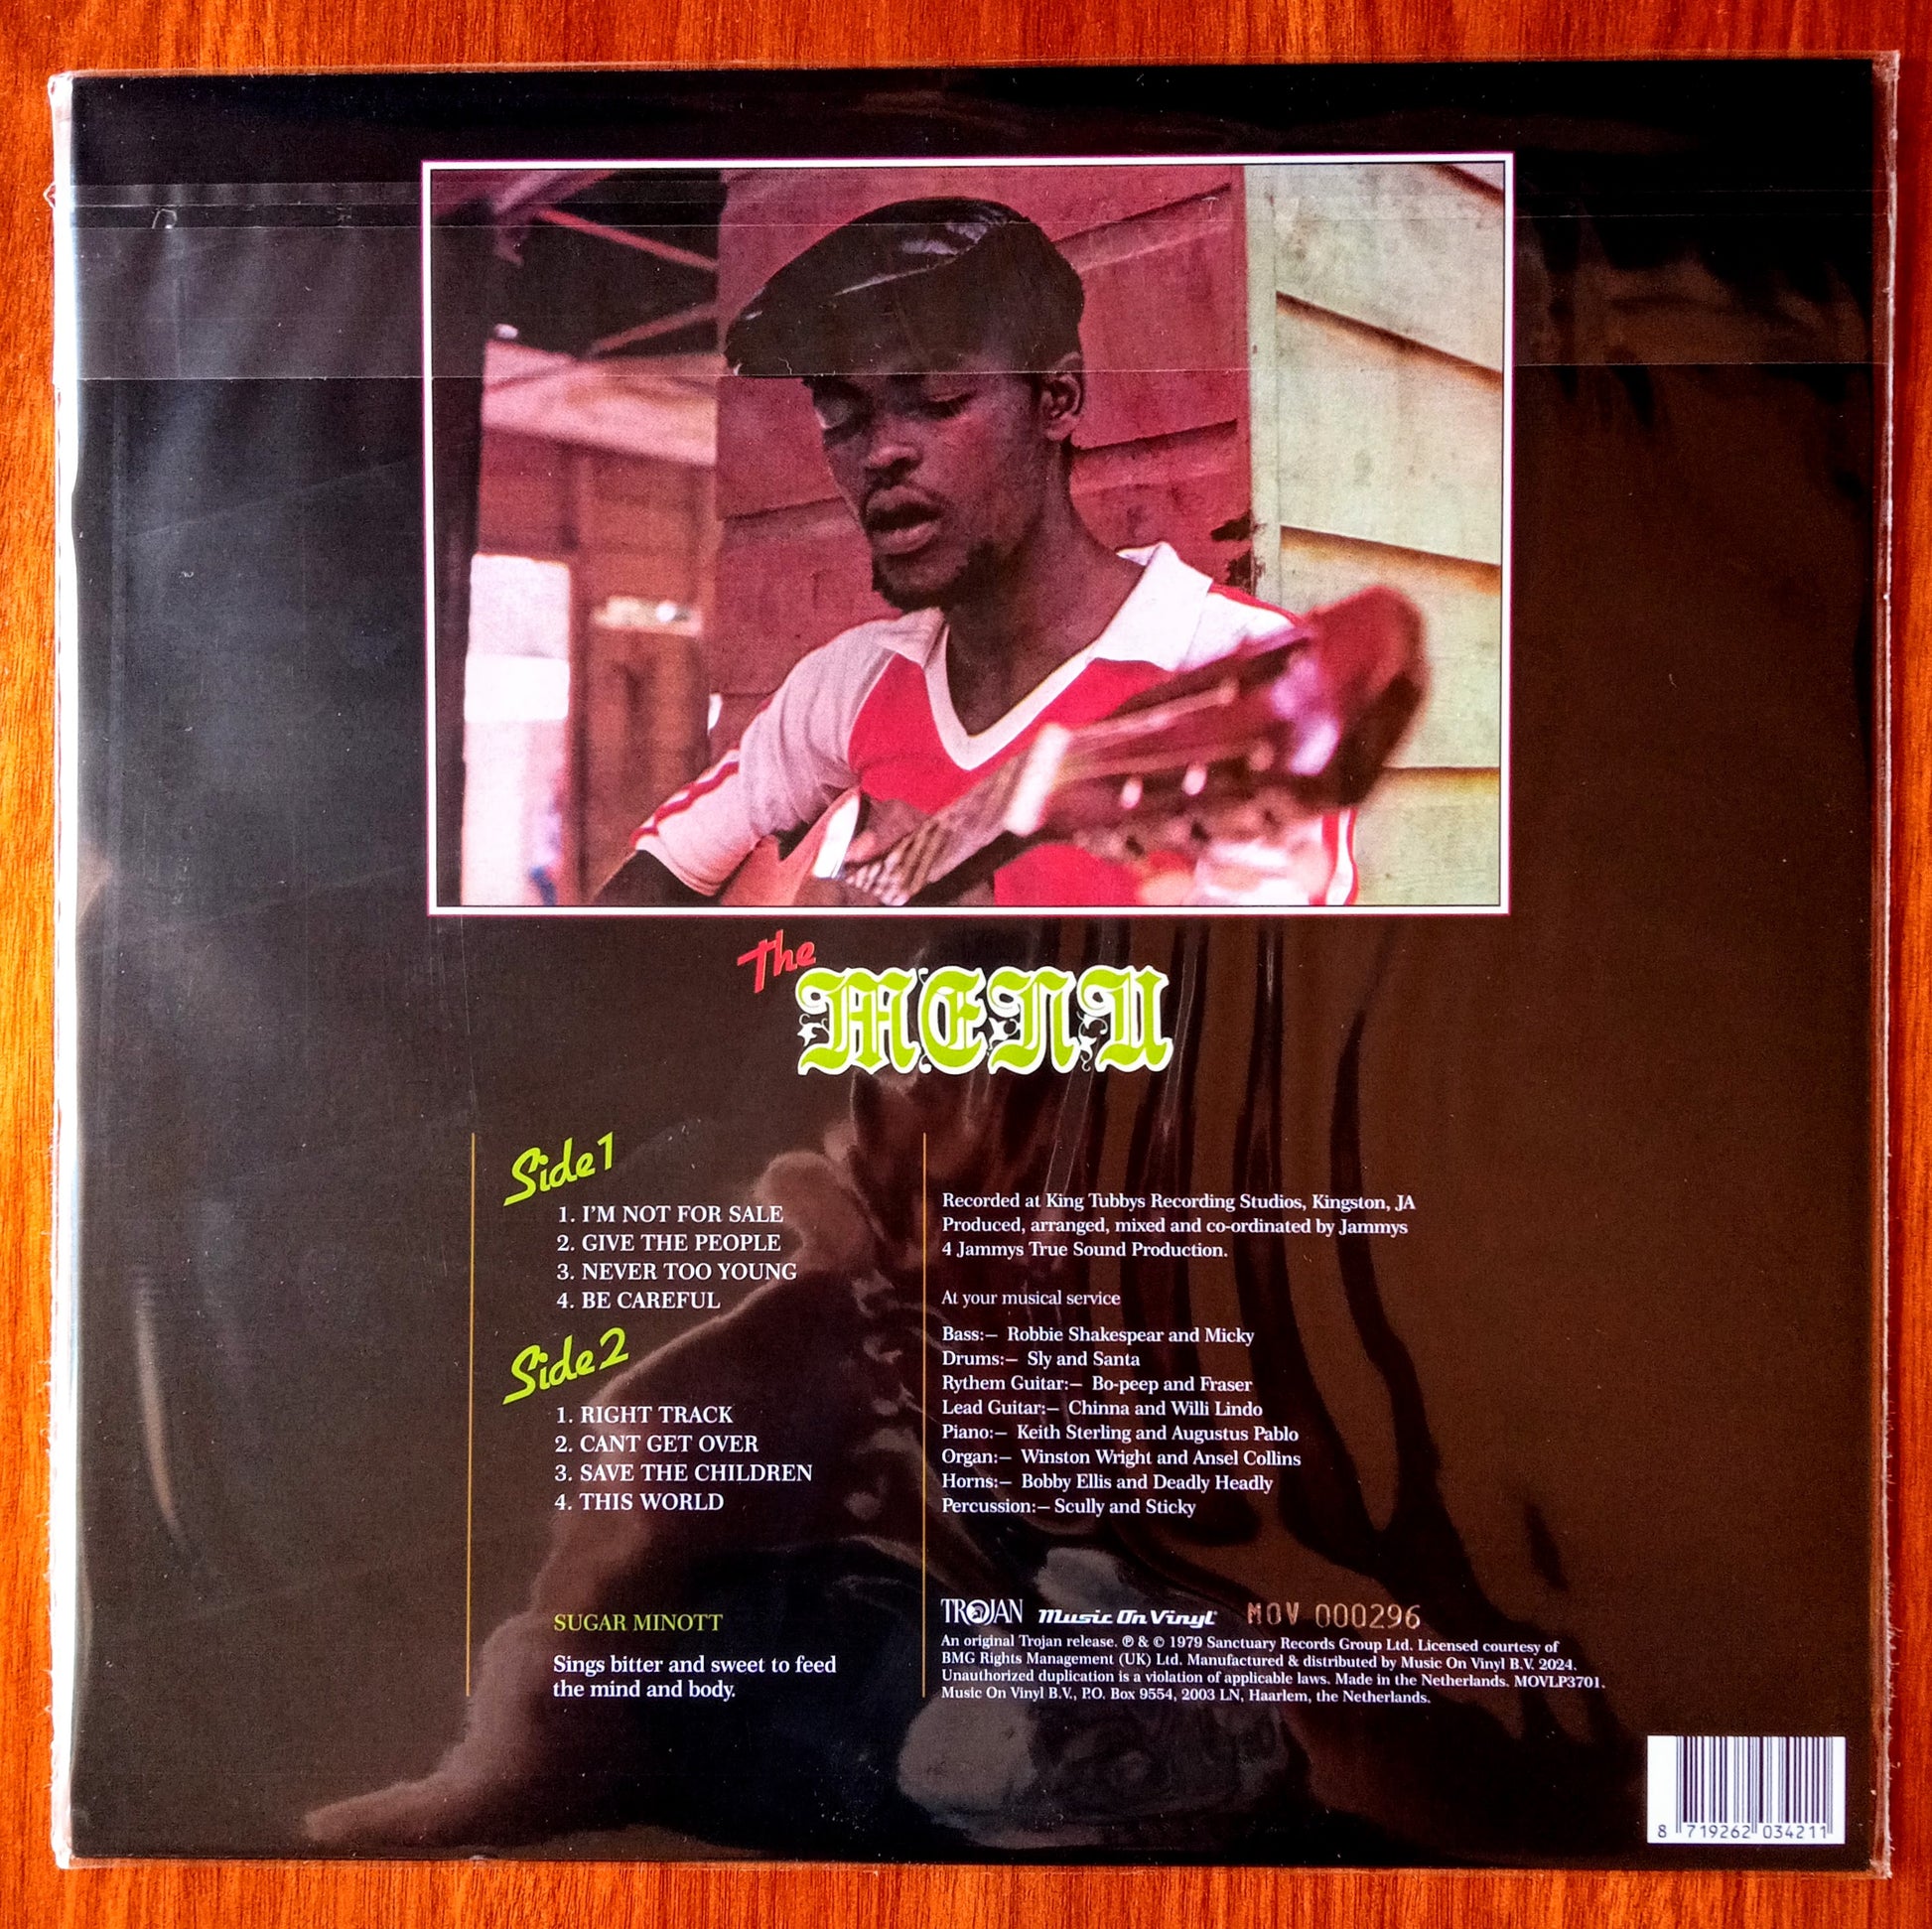 The
MENU
Side 1
1. I'M NOT FOR SALE
2. GIVE THE PEOPLE
3. NEVER TOO YOUNG
4. BE CAREFUL
Side 2
1. RIGHT TRACK
2. CANT GET OVER
3. SAVE THE CHILDREN
4. THIS WORLD
SUGAR MINOTT
Sings bitter and sweet to feed
the mind and body.
Recorded at King Tubbys Recording Studios, Kingston, JA
Produced, arranged, mixed and co-ordinated by Jammys
4 Jammys True Sound Production.
At your musical service
Bass:– Robbie Shakespear and Micky
Drums:– Sly and Santa
Rythem Guitar:– Bo-peep and Fraser
Lead Guitar:– Chinna and Willi Lindo
Piano:– Keith Sterling and Augustus Pablo
Organ:– Winston Wright and Ansel Collins
Horns:– Bobby Ellis and Deadly Headly
Percussion:– Scully and Sticky
TROJAN Music On Vinyl MOV 000296
An original Trojan release. ℗ & © 1979 Sanctuary Records Group Ltd. Licensed courtesy of
BMG Rights Management (UK) Ltd. Manufactured & distributed by Music On Vinyl B.V. 2024.
Unauthorized duplication is a violation of applicable laws. Made in the Netherlands. MOVLP3701.
Music On Vinyl B.V., P.O. Box 9554, 2003 LN, Haarlem, the Netherlands.
8 719262 034211